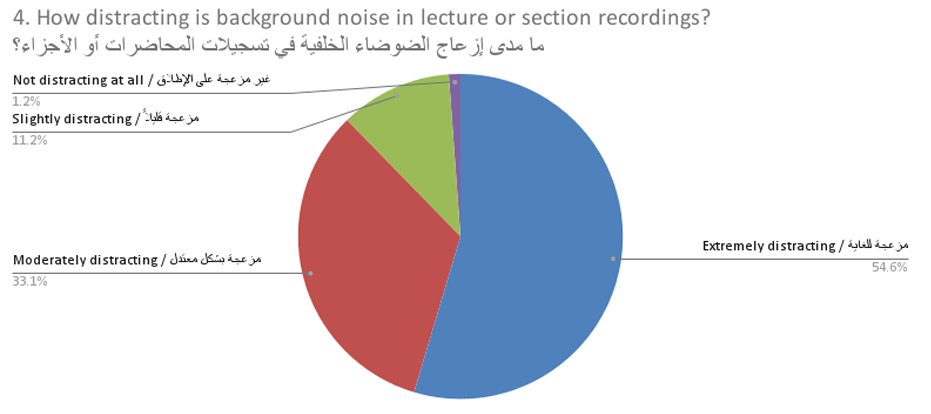 4. How distracting is background noise in lecture or section recordings?
ما مدى إزعاج الضوضاء الخلفية في تسجيلات المحاضرات أو الأجزاء؟
Not distracting at all / غير مزعجة على الإطلاق
1.2%
Slightly distracting / مزعجة قليلاً
11.2%
Moderately distracting / مزعجة بشكل معتدل
33.1%
Extremely distracting / مزعجة للغاية
54.6%